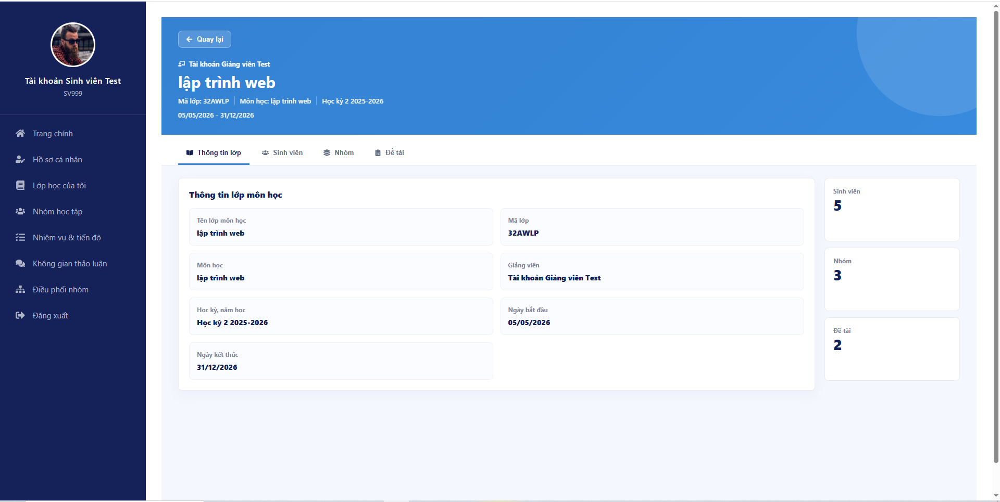 Tài khoản Sinh viên Test
SV999
Trang chính
Hồ sơ cá nhân
Lớp học của tôi
Nhóm học tập
Nhiệm vụ & tiến độ
Không gian thảo luận
Điều phối nhóm
Đăng xuất
Quay lại
Tài khoản Giảng viên Test
lập trình web
Mã lớp: 32AWLP
Môn học: lập trình web
Học kỳ 2 2025-2026
05/05/2026 - 31/12/2026
Thông tin lớp
Sinh viên
Nhóm
Đề tài
Thông tin lớp môn học
Tên lớp môn học
lập trình web
Mã lớp
32AWLP
Môn học
lập trình web
Giảng viên
Tài khoản Giảng viên Test
Học kỳ, năm học
Học kỳ 2 2025-2026
Ngày bắt đầu
05/05/2026
Ngày kết thúc
31/12/2026
Sinh viên
5
Nhóm
3
Đề tài
2